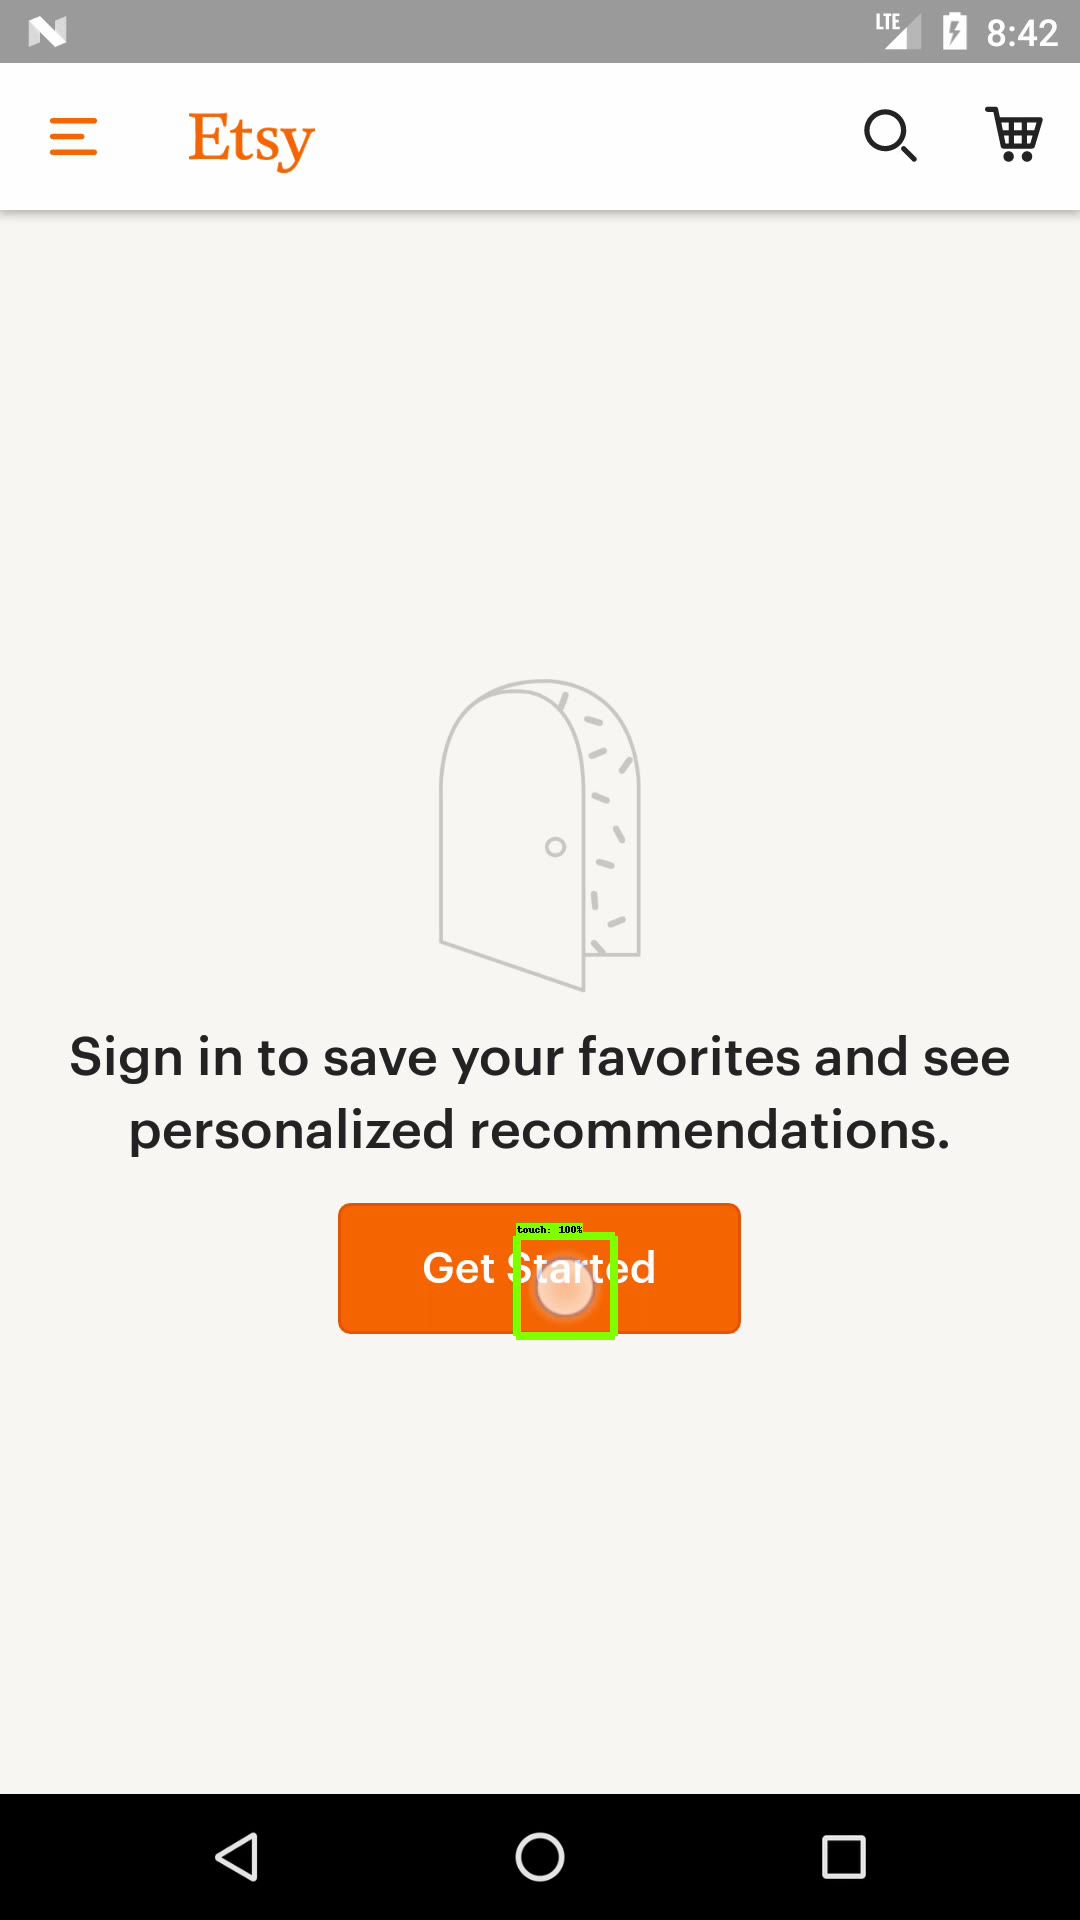 LTE 8:42
Etsy
Sign in to save your favorites and see
personalized recommendations.
touch: 100%
Get Started